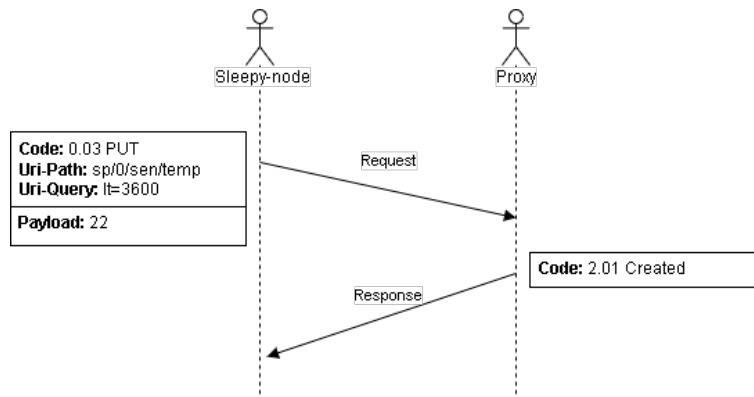 Sleepy-node
Proxy
Code: 0.03 PUT
Uri-Path: sp/0/sen/temp
Uri-Query: lt=3600
Payload: 22
Request
Code: 2.01 Created
Response